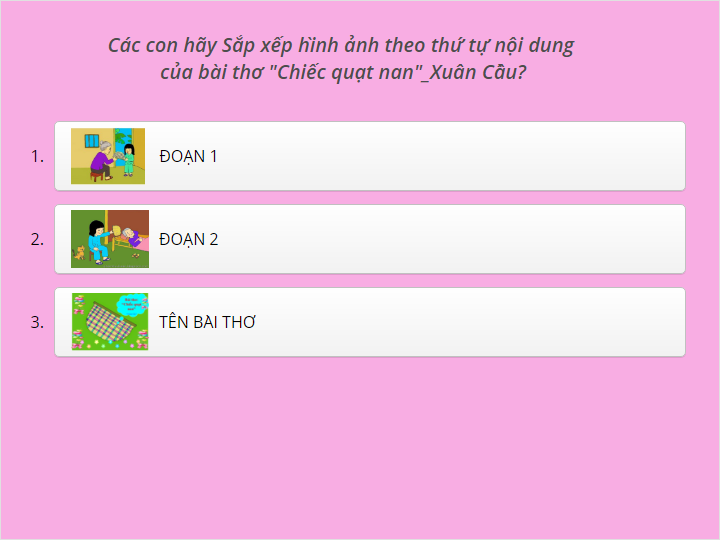 Các con hãy Sắp xếp hình ảnh theo thứ tự nội dung
của bài thơ "Chiếc quạt nan"_Xuân Cầu?
1. ĐOẠN 1
2. ĐOẠN 2
3. TÊN BÀI THƠ